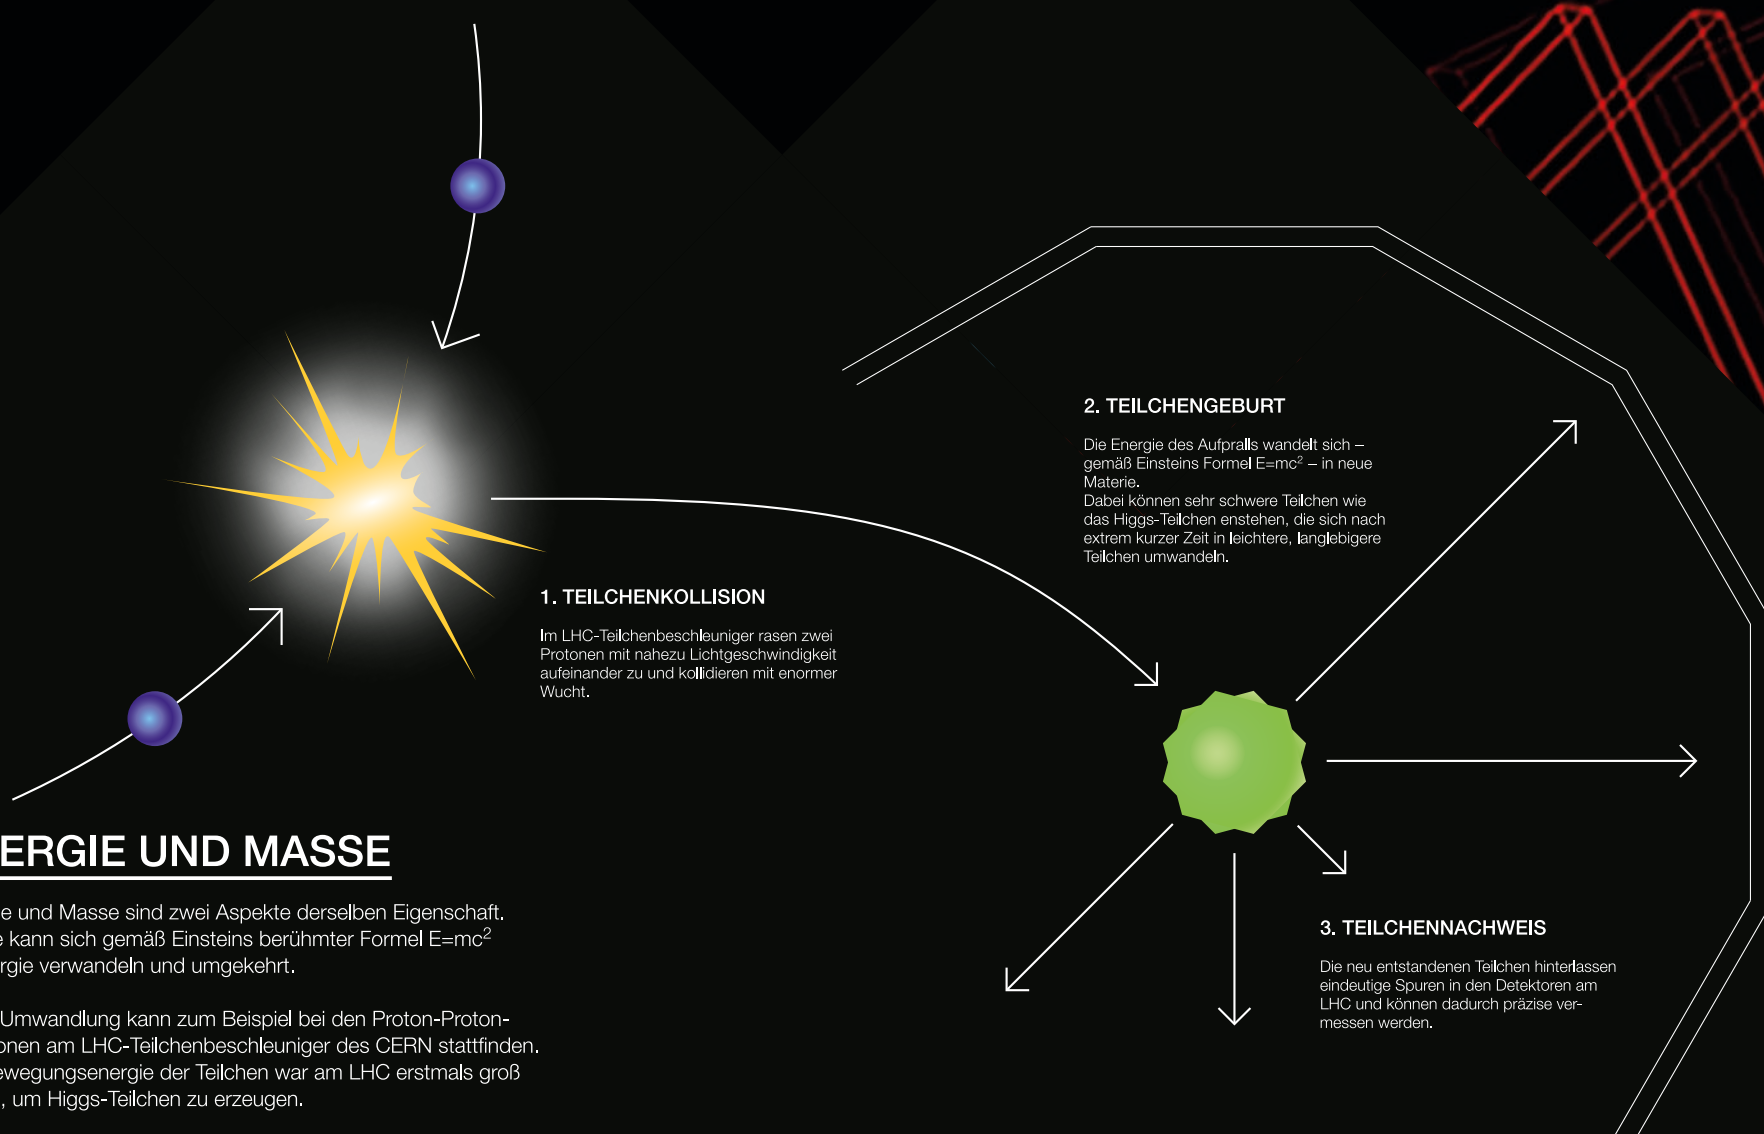 2. TEILCHENGEBURT
Die Energie des Aufpralls wandelt sich –
gemäß Einsteins Formel E=mc² – in neue
Materie.
Dabei können sehr schwere Teilchen wie
das Higgs-Teilchen enstehen, die sich nach
extrem kurzer Zeit in leichtere, langlebigere
Teilchen umwandeln.
1. TEILCHENKOLLISION
Im LHC-Teilchenbeschleuniger rasen zwei
Protonen mit nahezu Lichtgeschwindigkeit
aufeinander zu und kollidieren mit enormer
Wucht.
ERGIE UND MASSE
e und Masse sind zwei Aspekte derselben Eigenschaft.
e kann sich gemäß Einsteins berühmter Formel E=mc²
rgie verwandeln und umgekehrt.
Umwandlung kann zum Beispiel bei den Proton-Proton-
onen am LHC-Teilchenbeschleuniger des CERN stattfinden.
ewegungsenergie der Teilchen war am LHC erstmals groß
, um Higgs-Teilchen zu erzeugen.
3. TEILCHENNACHWEIS
Die neu entstandenen Teilchen hinterlassen
eindeutige Spuren in den Detektoren am
LHC und können dadurch präzise ver-
messen werden.